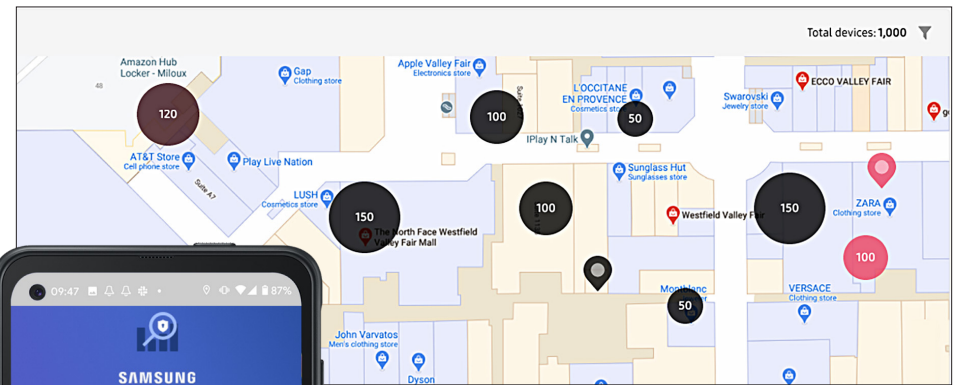 Total devices: 1,000
Amazon Hub
Locker - Miloux
48
120
Gap
Clothing store
Apple Valley Fair
Electronics store
100
L'OCCITANE
EN PROVENCE
Cosmetics
50
IPlay N Talk
Swarovski
Jewelry store
ECCO VALLEY FAIR
AT&T Store
Cell phone store
Play Live Nation
Suite A7
LUSH
Cosmetics store
150
The North Face Westfield
Valley Fair Mall
100
Sunglass Hut
Sunglasses store
Westfield Valley Fair
150
ZARA
Clothing store
100
Montblanc
50
VERSACE
Clothing store
John Varvatos
Men's clothing store
Dyson
09:47
87%
SAMSUNG